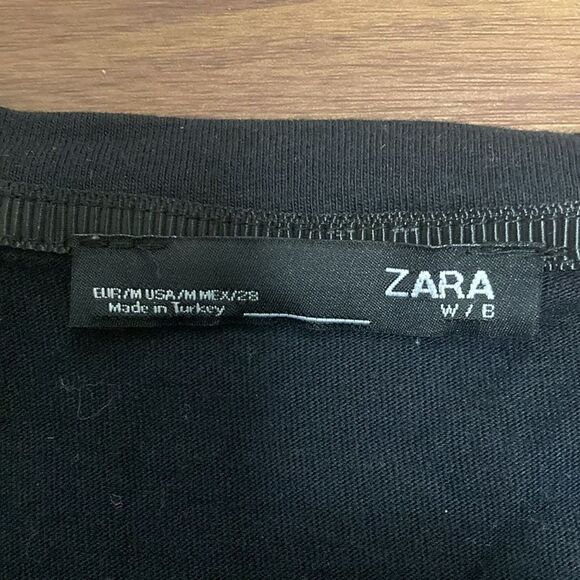 EUR/M USA/M MEX/28
Made in Turkey
ZARA
W / B